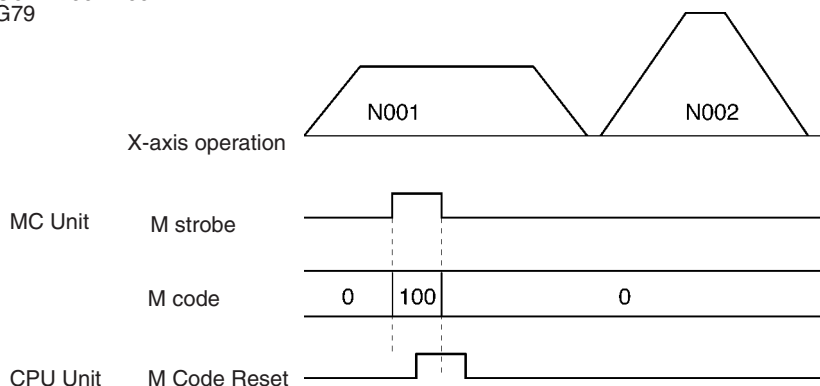 G79
N001
N002
X-axis operation
MC Unit M strobe
M code 0 100 0
CPU Unit M Code Reset